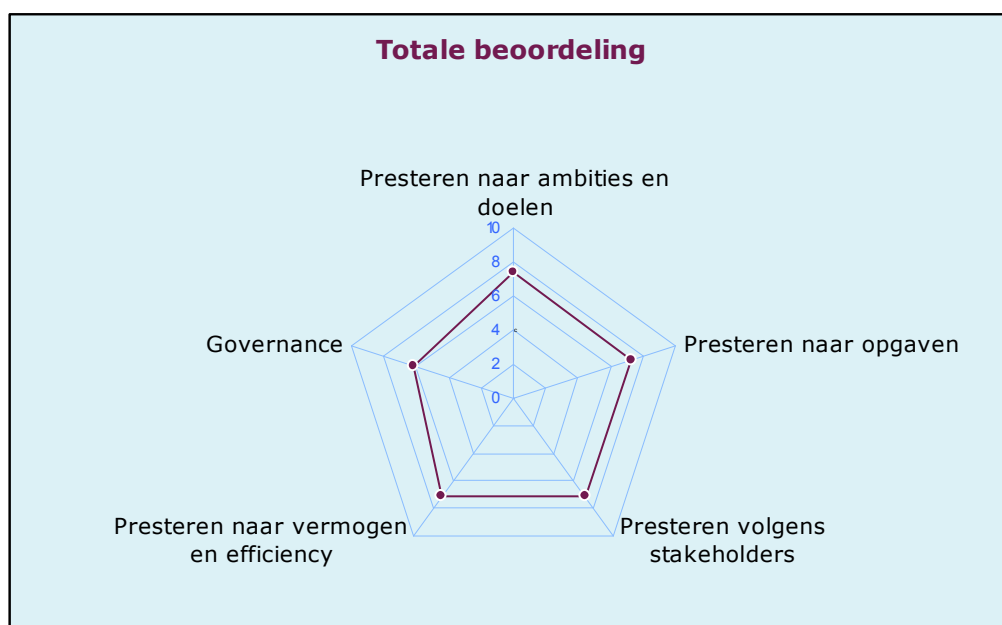 Totale beoordeling
Presteren naar ambities en
doelen
10
8
6
4
2
0
c
Governance
Presteren naar opgaven
Presteren naar vermogen
en efficiency
Presteren volgens
stakeholders